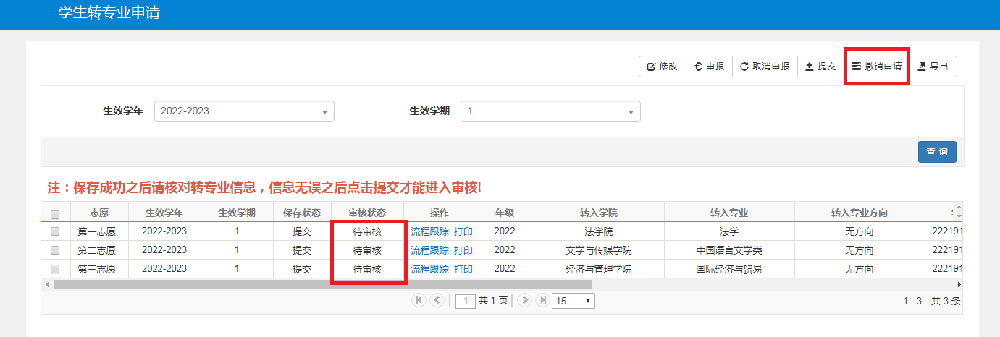 学生转专业申请
修改 申报 取消申报 提交 撤销申请 导出
生效学年 2022-2023 生效学期 1
查 询
注：保存成功之后请核对转专业信息，信息无误之后点击提交才能进入审核!
志愿 生效学年 生效学期 保存状态 审核状态 操作 年级 转入学院 转入专业 转入专业方向
第一志愿 2022-2023 1 提交 待审核 流程跟踪 打印 2022 法学院 法学 无方向 222191
第二志愿 2022-2023 1 提交 待审核 流程跟踪 打印 2022 文学与传媒学院 中国语言文学类 无方向 222191
第三志愿 2022-2023 1 提交 待审核 流程跟踪 打印 2022 经济与管理学院 国际经济与贸易 无方向 222191
1 共 1 页 15 1 - 3 共 3 条